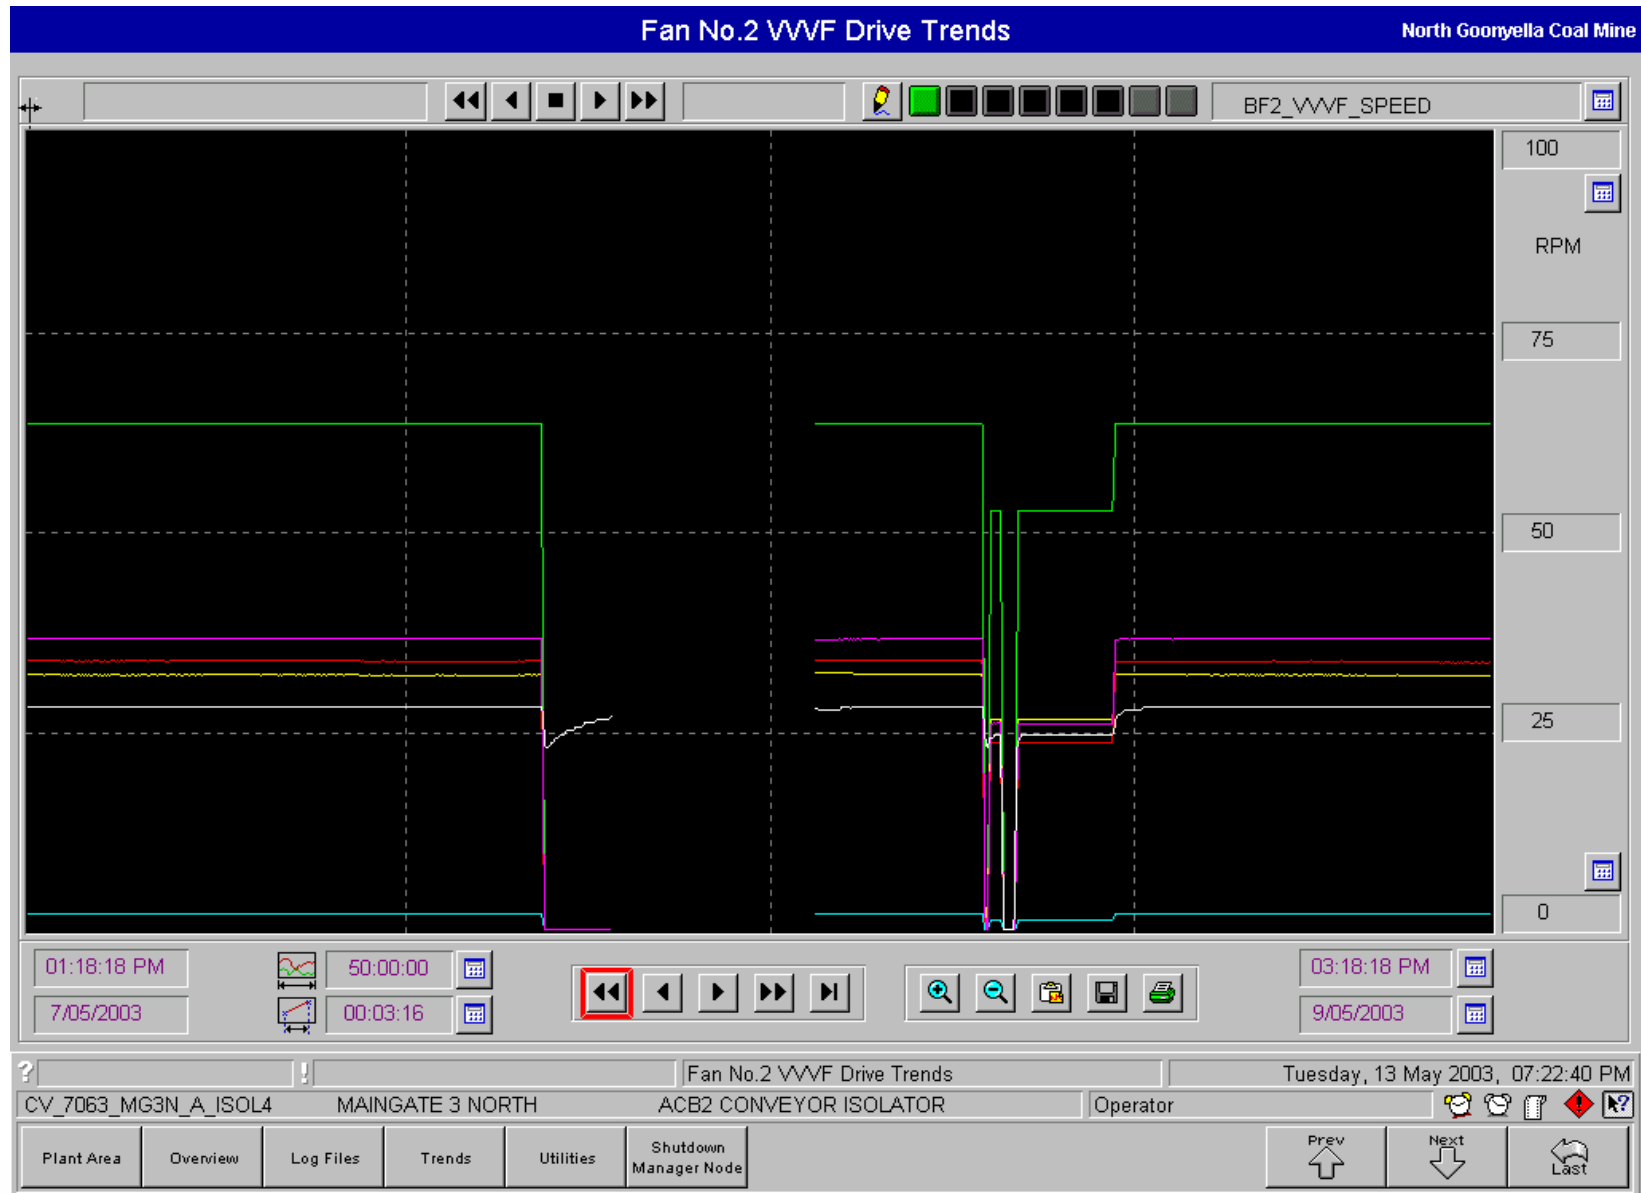 Fan No.2 VVVF Drive Trends
North Goonyella Coal Mine
BF2_VVVF_SPEED
100
RPM
75
50
25
0
01:18:18 PM
50:00:00
03:18:18 PM
7/05/2003
00:03:16
9/05/2003
Fan No.2 VVVF Drive Trends
Tuesday, 13 May 2003, 07:22:40 PM
CV_7063_MG3N_A_ISOL4
MAINGATE 3 NORTH
ACB2 CONVEYOR ISOLATOR
Operator
Plant Area
Overview
Log Files
Trends
Utilities
Shutdown
Manager Node
Prev
Next
Last